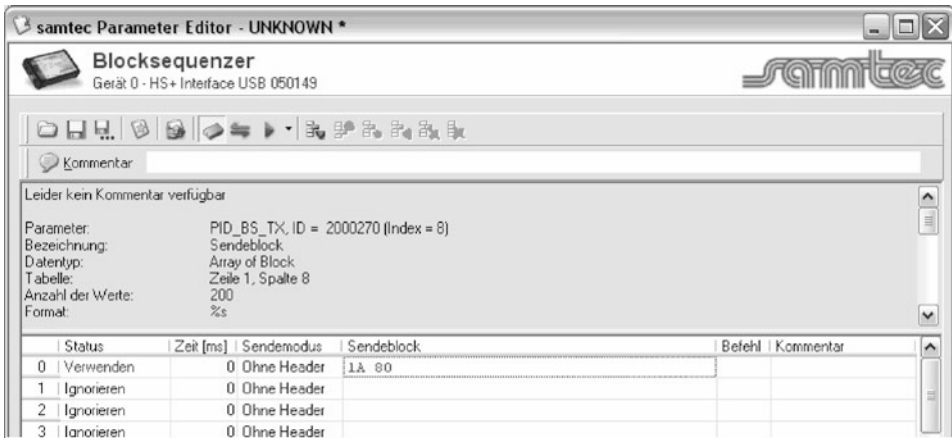 samtec Parameter Editor - UNKNOWN *
Blocksequenzer
Gerät 0 - HS+ Interface USB 050149
samtec
Kommentar
Leider kein Kommentar verfügbar
Parameter: PID_BS_TX, ID = 2000270 (Index = 8)
Bezeichnung: Sendeblock
Datentyp: Array of Block
Tabelle: Zeile 1, Spalte 8
Anzahl der Werte: 200
Format: %s
Status Zeit [ms] Sendemodus Sendeblock Befehl Kommentar
0 Verwenden 0 Ohne Header 1A 80
1 Ignorieren 0 Ohne Header
2 Ignorieren 0 Ohne Header
3 Ignorieren 0 Ohne Header